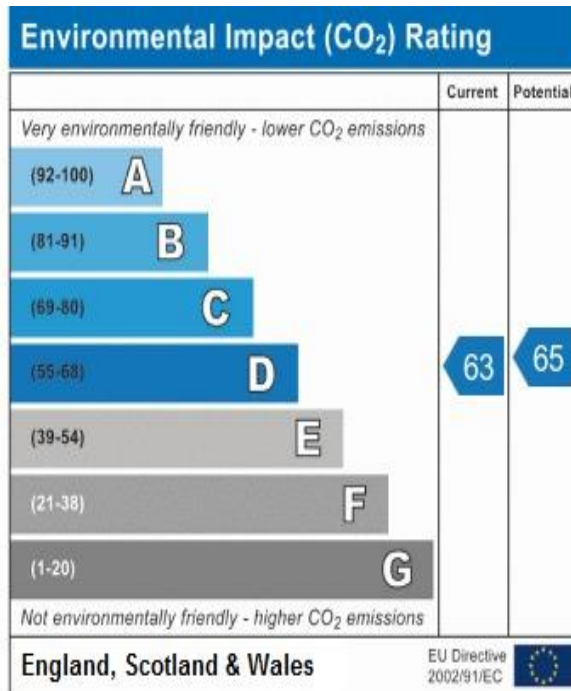 Environmental Impact (CO₂) Rating
Current Potential
Very environmentally friendly - lower CO₂ emissions
(92-100) A
(81-91) B
(69-80) C
(55-68) D
63 65
(39-54) E
(21-38) F
(1-20) G
Not environmentally friendly - higher CO₂ emissions
England, Scotland & Wales
EU Directive
2002/91/EC